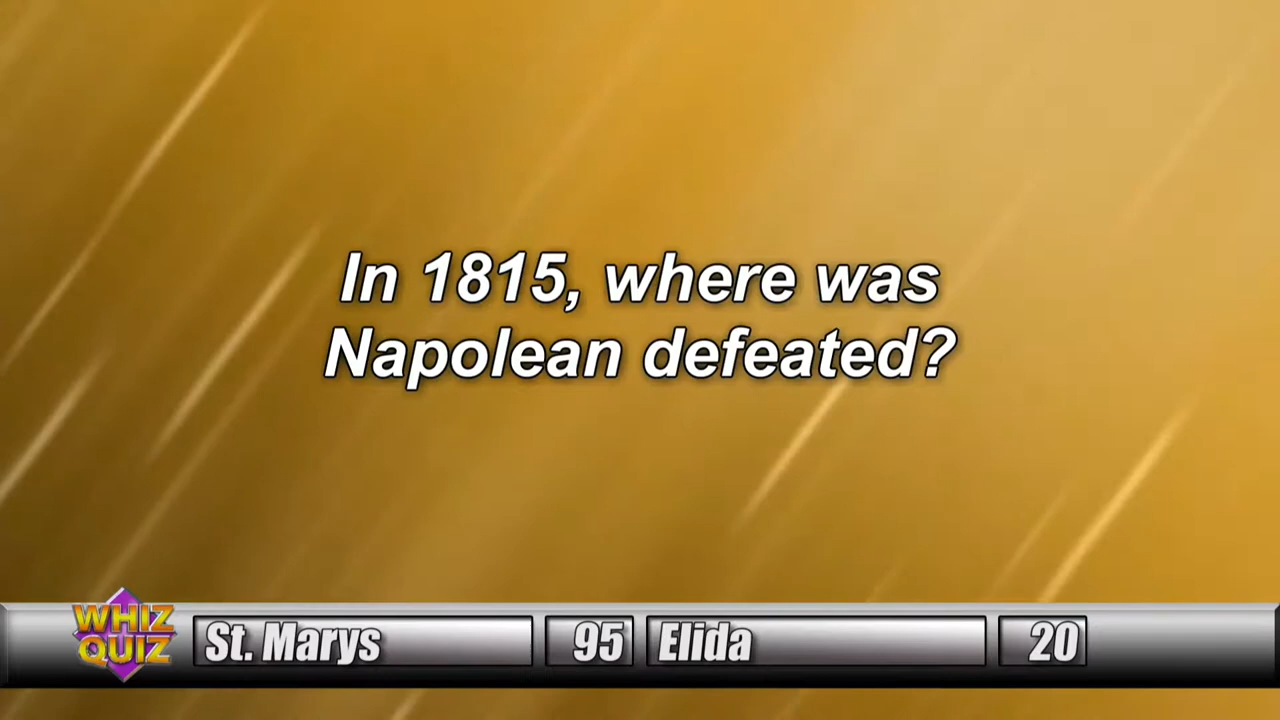 In 1815, where was
Napolean defeated?
WHIZ
QUIZ
St. Marys 95 Elida 20